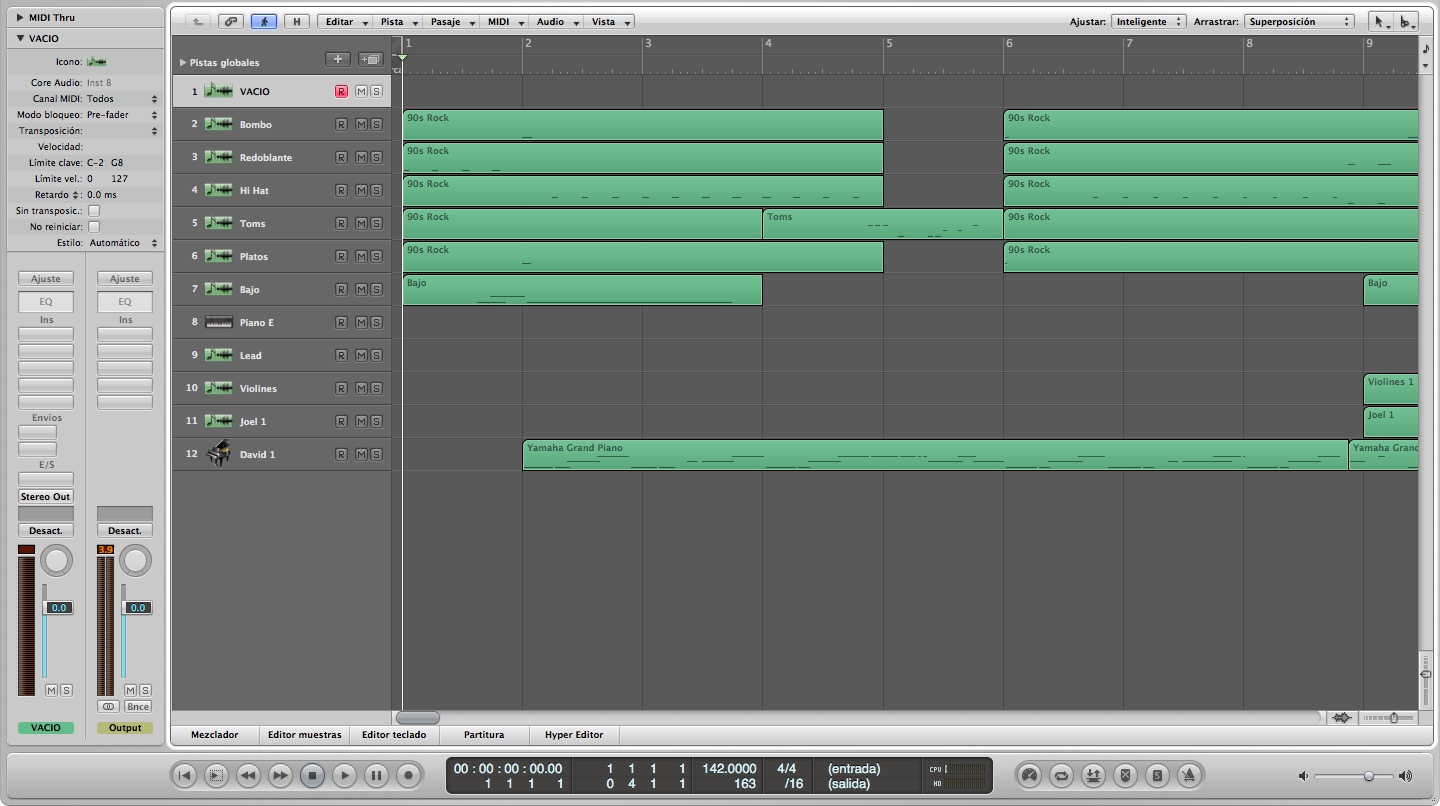 MIDI Thru
VACIO
Icono:
Core Audio: Inst 8
Canal MIDI: Todos
Modo bloqueo: Pre-fader
Transposición:
Velocidad:
Límite clave: C-2 G8
Límite vel.: 0 127
Retardo : 0.0 ms
Sin transposic.:
No reiniciar:
Estilo: Automático
Ajuste Ajuste
EQ EQ
Ins Ins
Envíos
E/S
Stereo Out
Desact. Desact.
3.9
0.0 0.0
M S M S
Bnce
VACIO Output
H Editar Pista Pasaje MIDI Audio Vista Ajustar: Inteligente Arrastrar: Superposición
Pistas globales
1 2 3 4 5 6 7 8 9
1 VACIO R M S
2 Bombo R M S 90s Rock 90s Rock
3 Redoblante R M S 90s Rock 90s Rock
4 Hi Hat R M S 90s Rock 90s Rock
5 Toms R M S 90s Rock Toms 90s Rock
6 Platos R M S 90s Rock 90s Rock
7 Bajo R M S Bajo Bajo
8 Piano E R M S
9 Lead R M S
10 Violines R M S Violines 1
11 Joel 1 R M S Joel 1
12 David 1 R M S Yamaha Grand Piano Yamaha Grand
Mezclador Editor muestras Editor teclado Partitura Hyper Editor
00 : 00 : 00 : 00.00 1 1 1 1 142.0000 4/4 (entrada) CPU
1 1 1 1 0 4 1 1 163 /16 (salida) HD
S